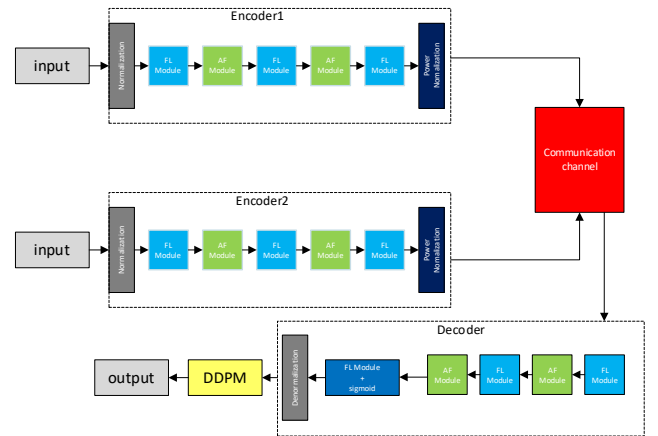 Encoder1
input
Normalization
FL
Module
AF
Module
FL
Module
AF
Module
FL
Module
Power
Nomalization
Communication
channel
Encoder2
input
Normalization
FL
Module
AF
Module
FL
Module
AF
Module
FL
Module
Power
Nomalization
Decoder
output
DDPM
Denormalization
FL Module
+
sigmoid
AF
Module
FL
Module
AF
Module
FL
Module